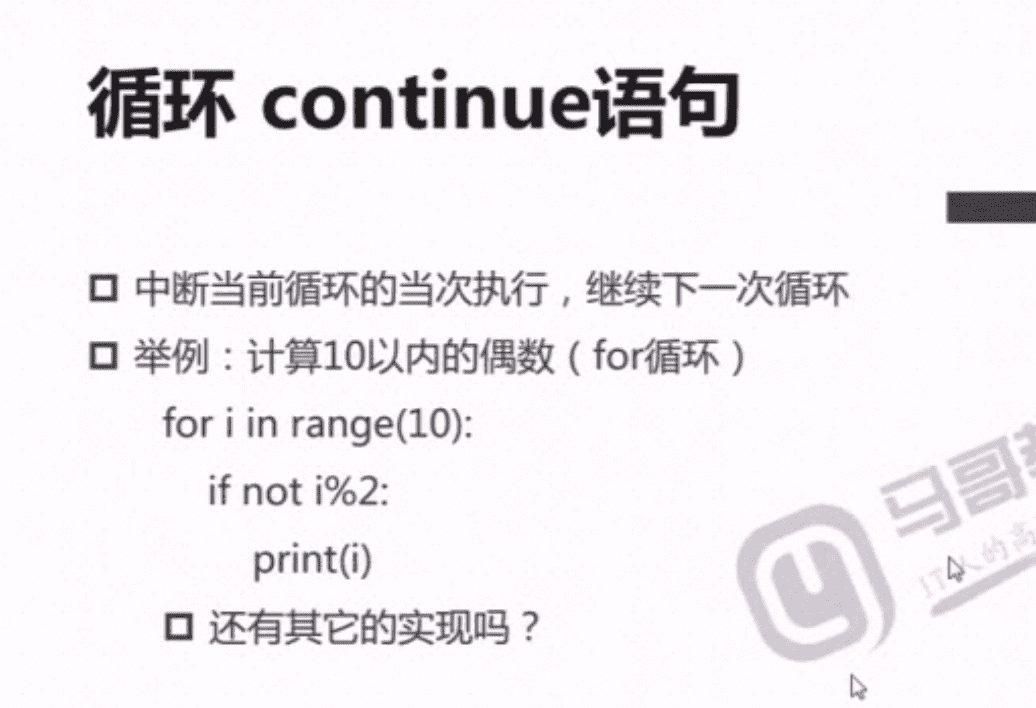 循环 continue语句
中断当前循环的当次执行，继续下一次循环
举例：计算10以内的偶数（for循环）
for i in range(10):
if not i%2:
print(i)
还有其它的实现吗？
马哥
IT人的高